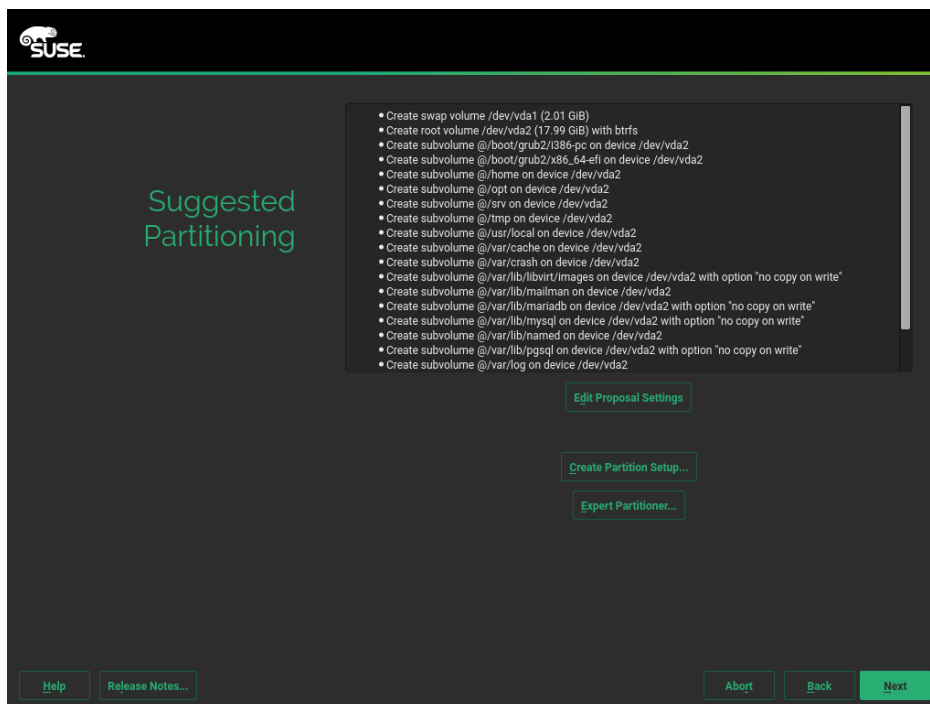 SUSE.
Suggested
Partitioning
• Create swap volume /dev/vda1 (2.01 GiB)
• Create root volume /dev/vda2 (17.99 GiB) with btrfs
• Create subvolume @/boot/grub2/i386-pc on device /dev/vda2
• Create subvolume @/boot/grub2/x86_64-efi on device /dev/vda2
• Create subvolume @/home on device /dev/vda2
• Create subvolume @/opt on device /dev/vda2
• Create subvolume @/srv on device /dev/vda2
• Create subvolume @/tmp on device /dev/vda2
• Create subvolume @/usr/local on device /dev/vda2
• Create subvolume @/var/cache on device /dev/vda2
• Create subvolume @/var/crash on device /dev/vda2
• Create subvolume @/var/lib/libvirt/images on device /dev/vda2 with option "no copy on write"
• Create subvolume @/var/lib/mailman on device /dev/vda2
• Create subvolume @/var/lib/mariadb on device /dev/vda2 with option "no copy on write"
• Create subvolume @/var/lib/mysql on device /dev/vda2 with option "no copy on write"
• Create subvolume @/var/lib/named on device /dev/vda2
• Create subvolume @/var/lib/pgsql on device /dev/vda2 with option "no copy on write"
• Create subvolume @/var/log on device /dev/vda2
Edit Proposal Settings
Create Partition Setup...
Expert Partitioner...
Help
Release Notes...
Abort
Back
Next